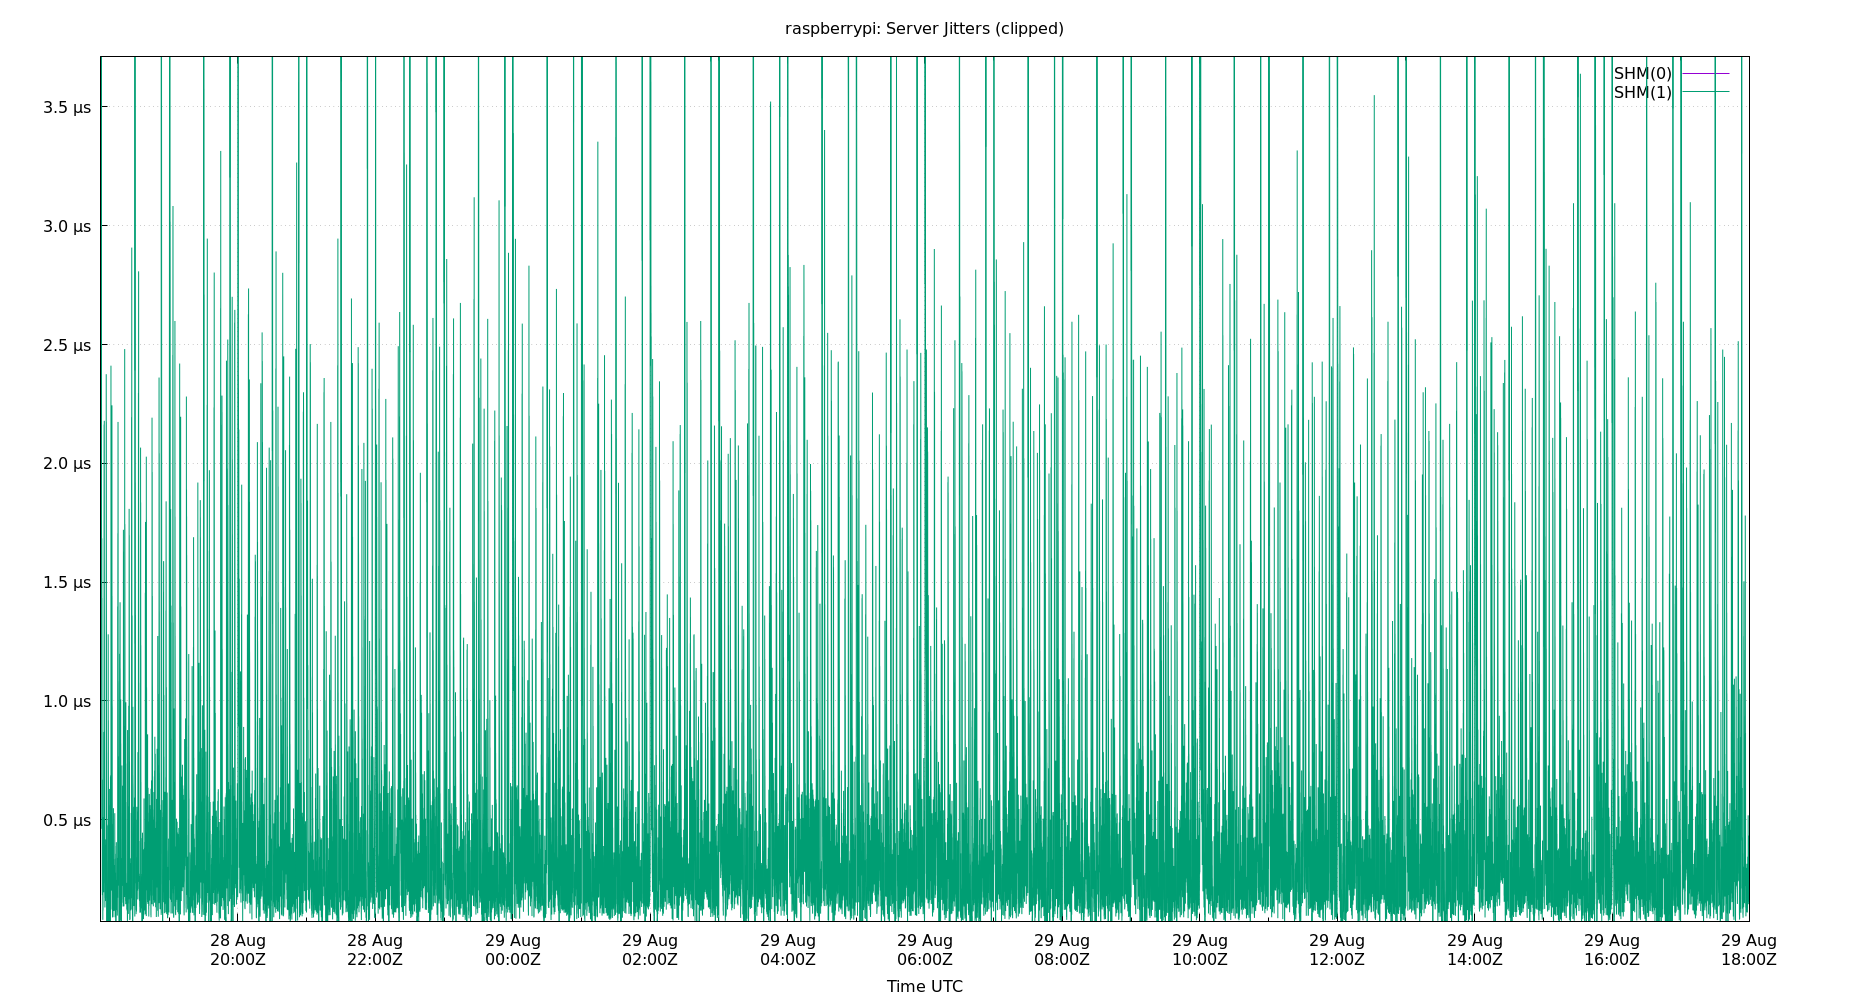 raspberrypi: Server Jitters (clipped)
SHM(0)
SHM(1)
3.5 µs
3.0 µs
2.5 µs
2.0 µs
1.5 µs
1.0 µs
0.5 µs
28 Aug 28 Aug 29 Aug 29 Aug 29 Aug 29 Aug 29 Aug 29 Aug 29 Aug 29 Aug 29 Aug 29 Aug
20:00Z 22:00Z 00:00Z 02:00Z 04:00Z 06:00Z 08:00Z 10:00Z 12:00Z 14:00Z 16:00Z 18:00Z
Time UTC